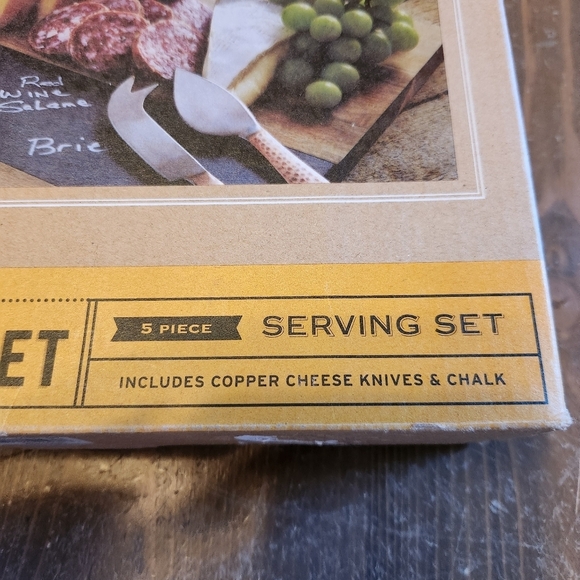 Red
Wine
Salame
Brie
ET
5 PIECE
SERVING SET
INCLUDES COPPER CHEESE KNIVES & CHALK